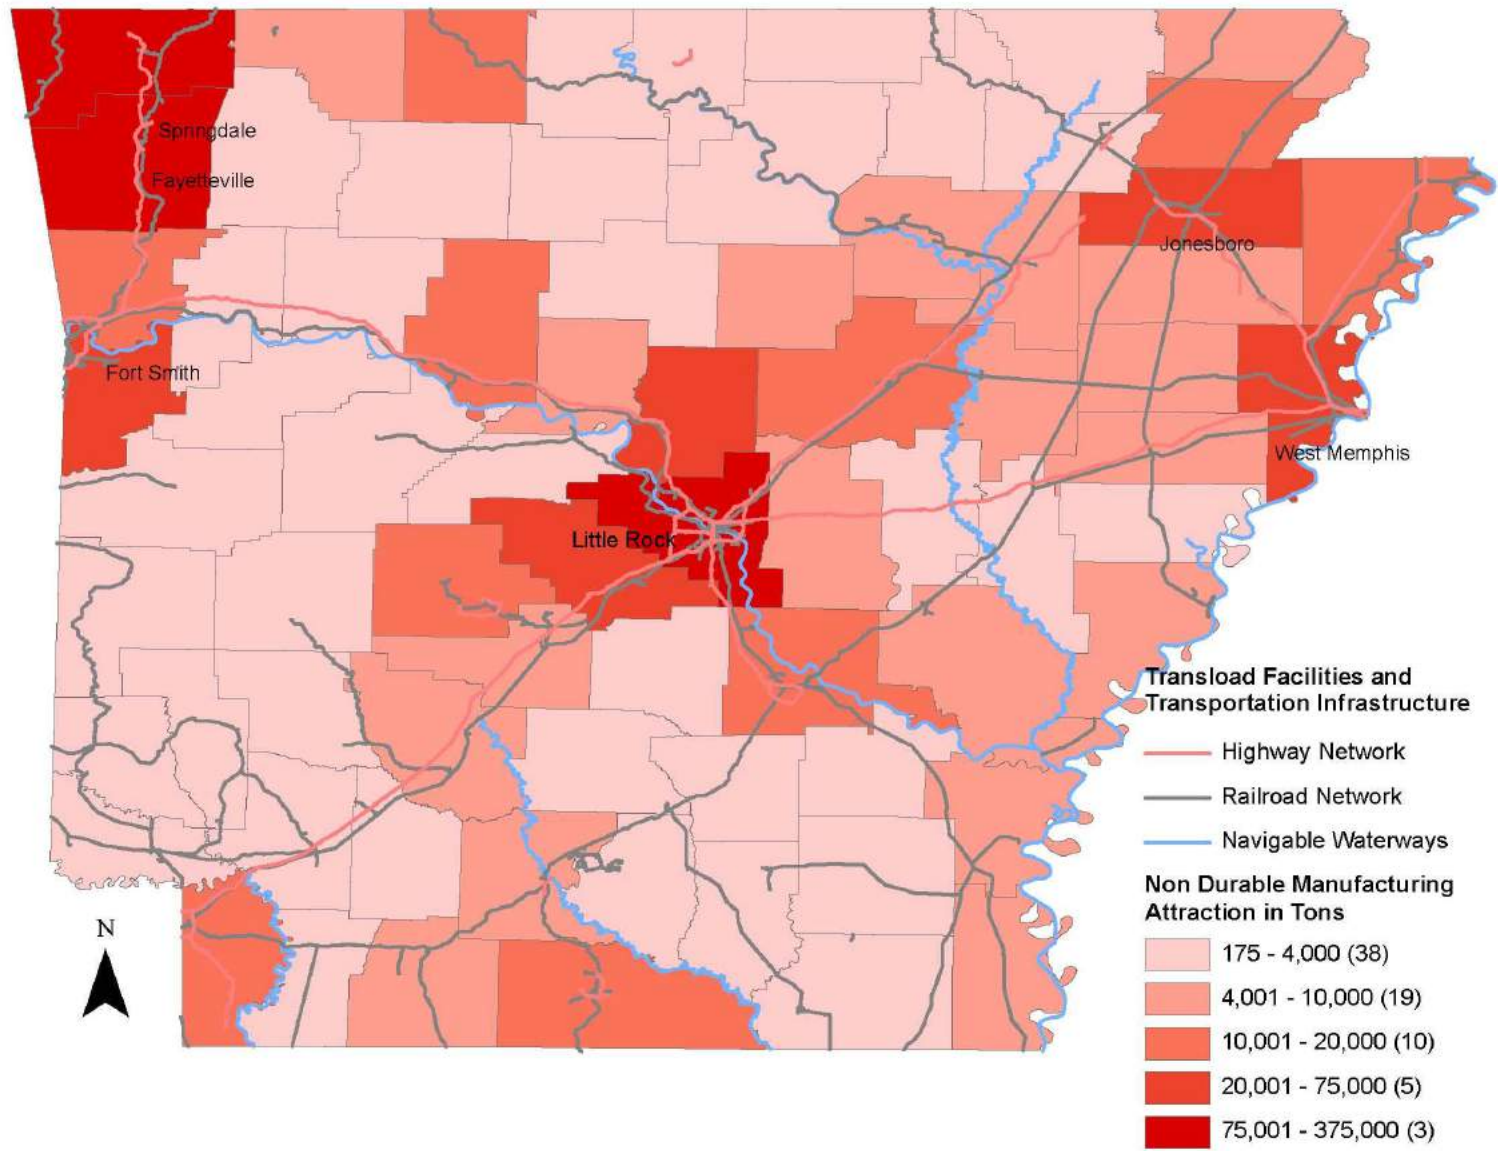 Springdale
Fayetteville
Jonesboro
Fort Smith
West Memphis
Little Rock
Transload Facilities and
Transportation Infrastructure
Highway Network
Railroad Network
Navigable Waterways
Non Durable Manufacturing
Attraction in Tons
N
175 - 4,000 (38)
4,001 - 10,000 (19)
10,001 - 20,000 (10)
20,001 - 75,000 (5)
75,001 - 375,000 (3)